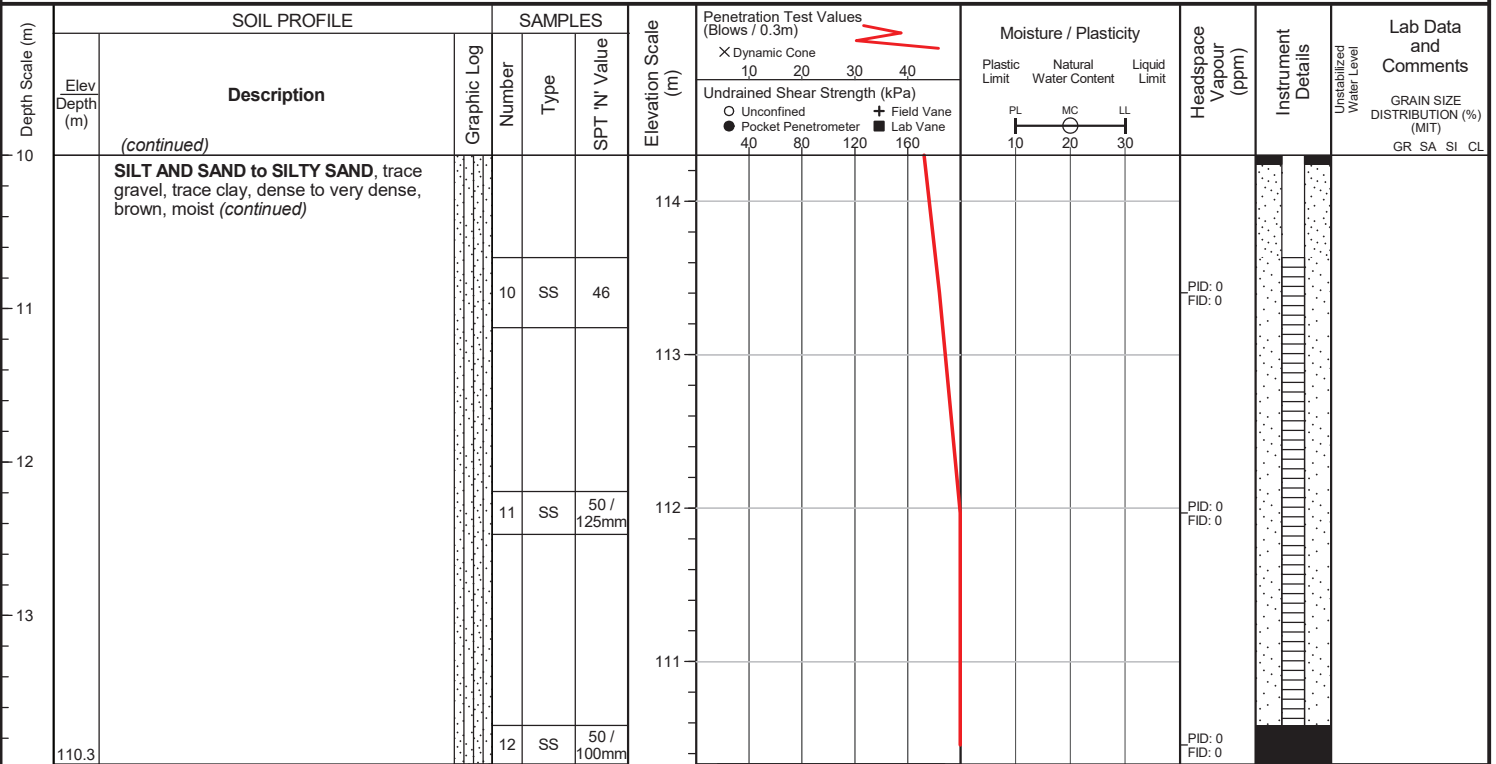 SOIL PROFILE
SAMPLES
Depth Scale (m)
Elev
Depth
(m)
Description
(continued)
Graphic Log
Number
Type
SPT 'N' Value
Elevation Scale
(m)
Penetration Test Values
(Blows / 0.3m)
× Dynamic Cone
10 20 30 40
Undrained Shear Strength (kPa)
Unconfined
Field Vane
Pocket Penetrometer
Lab Vane
40 80 120 160
Moisture / Plasticity
Plastic
Limit
Natural
Water Content
Liquid
Limit
PL MC LL
10 20 30
Headspace
Vapour
(ppm)
Instrument
Details
Unstabilized
Water Level
Lab Data
and
Comments
GRAIN SIZE
DISTRIBUTION (%)
(MIT)
GR SA SI CL
10
SILT AND SAND to SILTY SAND, trace
gravel, trace clay, dense to very dense,
brown, moist (continued)
114
10 SS 46
PID: 0
FID: 0
11
113
12
11 SS 50 /
125mm
112
PID: 0
FID: 0
13
111
12 SS 50 /
100mm
PID: 0
FID: 0
110.3